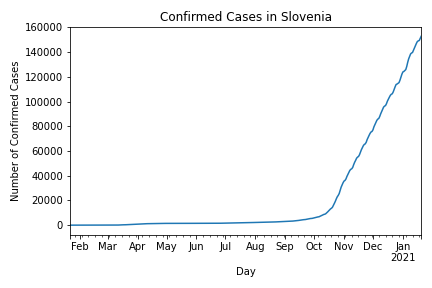 Confirmed Cases in Slovenia
160000
140000
120000
100000
80000
60000
40000
20000
0
Number of Confirmed Cases
Feb Mar Apr May Jun Jul Aug Sep Oct Nov Dec Jan
2021
Day